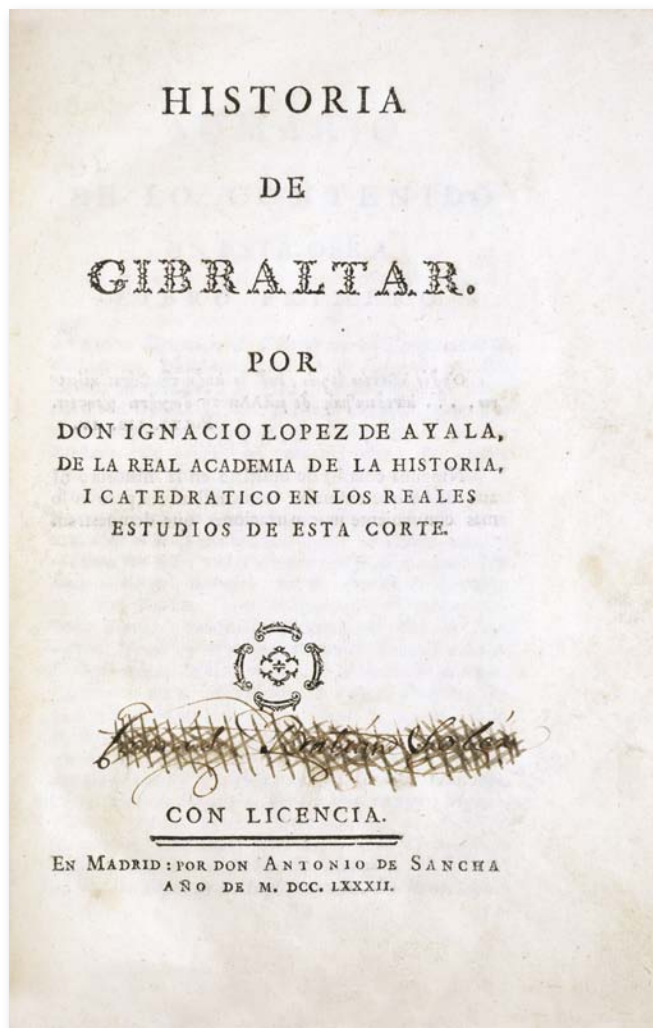 HISTORIA
DE
GIBRALTAR.
POR
DON IGNACIO LOPEZ DE AYALA,
DE LA REAL ACADEMIA DE LA HISTORIA,
I CATEDRATICO EN LOS REALES
ESTUDIOS DE ESTA CORTE.
CON LICENCIA.
EN MADRID: POR DON ANTONIO DE SANCHA
AÑO DE M. DCC. LXXXII.